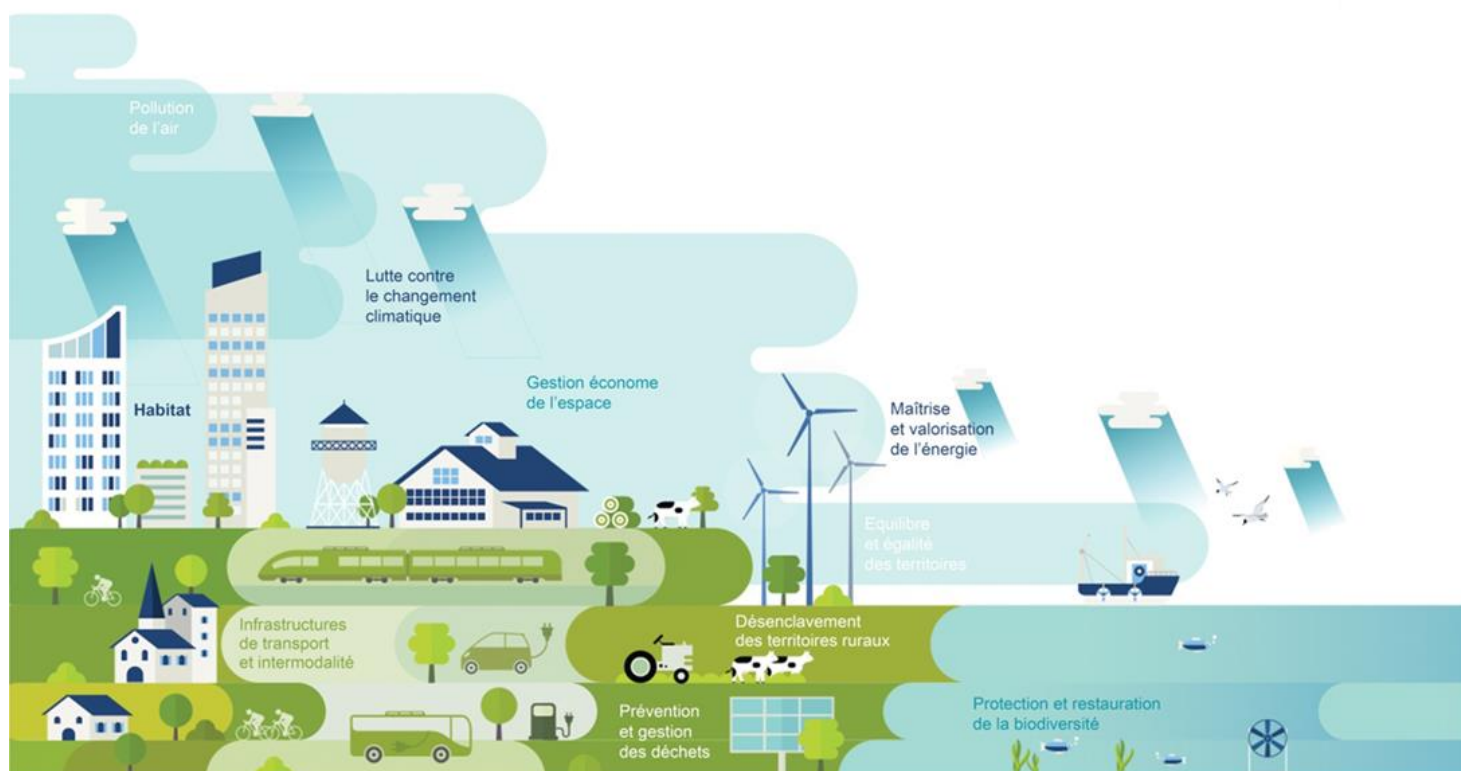 Pollution
de l'air
Lutte contre
le changement
climatique
Gestion économe
de l'espace
Habitat
Maîtrise
et valorisation
de l'énergie
Equilibre
et égalité
des territoires
Infrastructures
de transport
et intermodalité
Désenclavement
des territoires ruraux
Prévention
et gestion
des déchets
Protection et restauration
de la biodiversité